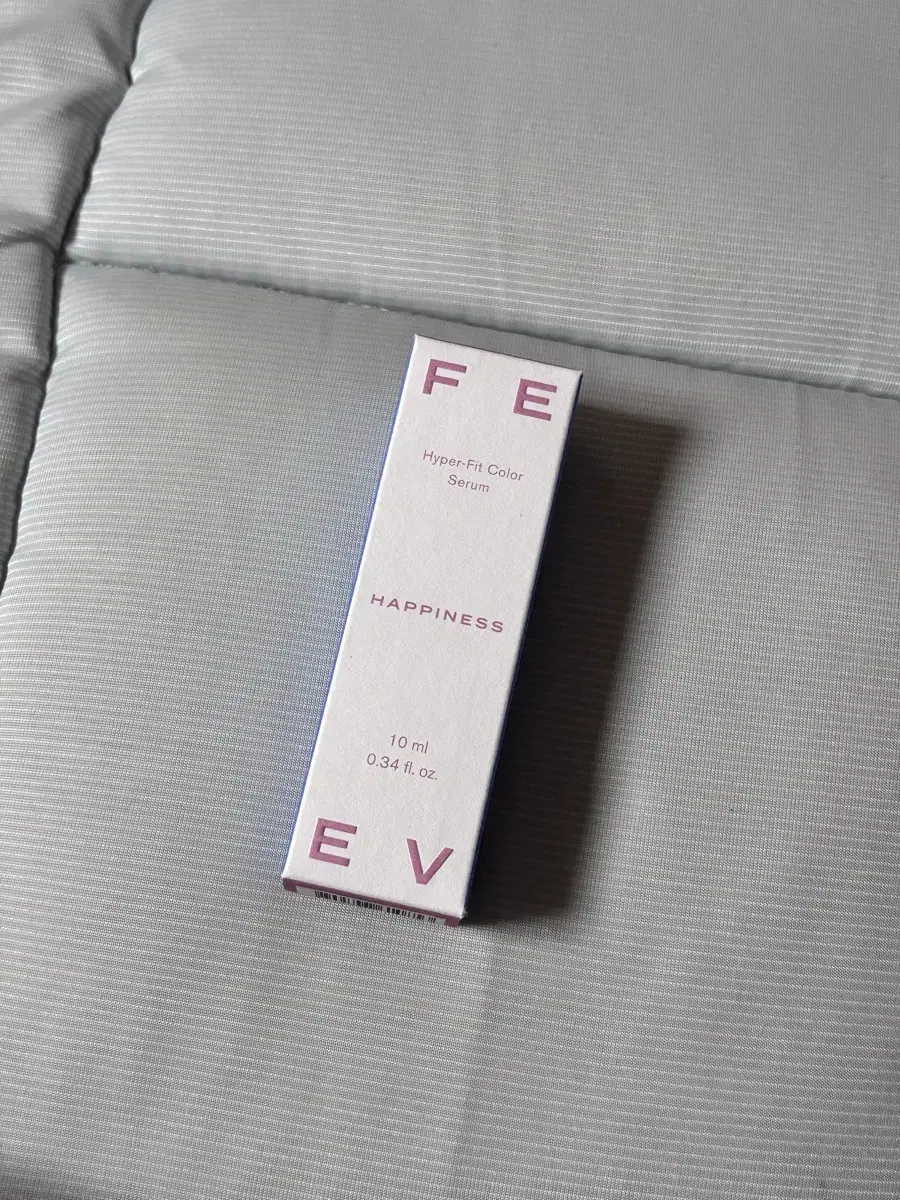 F E
Hyper-Fit Color
Serum
HAPPINESS
10 ml
0.34 fl. oz.
E V